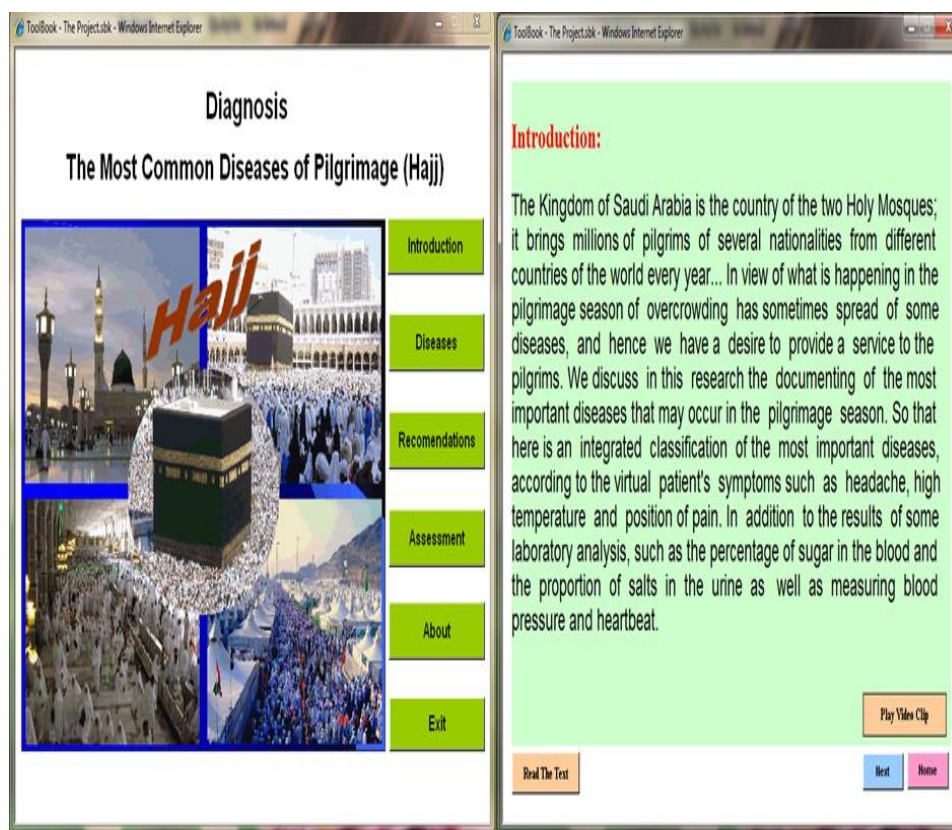 ToolBook - The Project.sbk - Windows Internet Explorer
Diagnosis
The Most Common Diseases of Pilgrimage (Hajj)
Hajj
Introduction
Diseases
Recomendations
Assessment
About
Exit
ToolBook - The Project.sbk - Windows Internet Explorer
Introduction:
The Kingdom of Saudi Arabia is the country of the two Holy Mosques;
it brings millions of pilgrims of several nationalities from different
countries of the world every year... In view of what is happening in the
pilgrimage season of overcrowding has sometimes spread of some
diseases, and hence we have a desire to provide a service to the
pilgrims. We discuss in this research the documenting of the most
important diseases that may occur in the pilgrimage season. So that
here is an integrated classification of the most important diseases,
according to the virtual patient's symptoms such as headache, high
temperature and position of pain. In addition to the results of some
laboratory analysis, such as the percentage of sugar in the blood and
the proportion of salts in the urine as well as measuring blood
pressure and heartbeat.
Play Video Clip
Read The Text
Next
Home